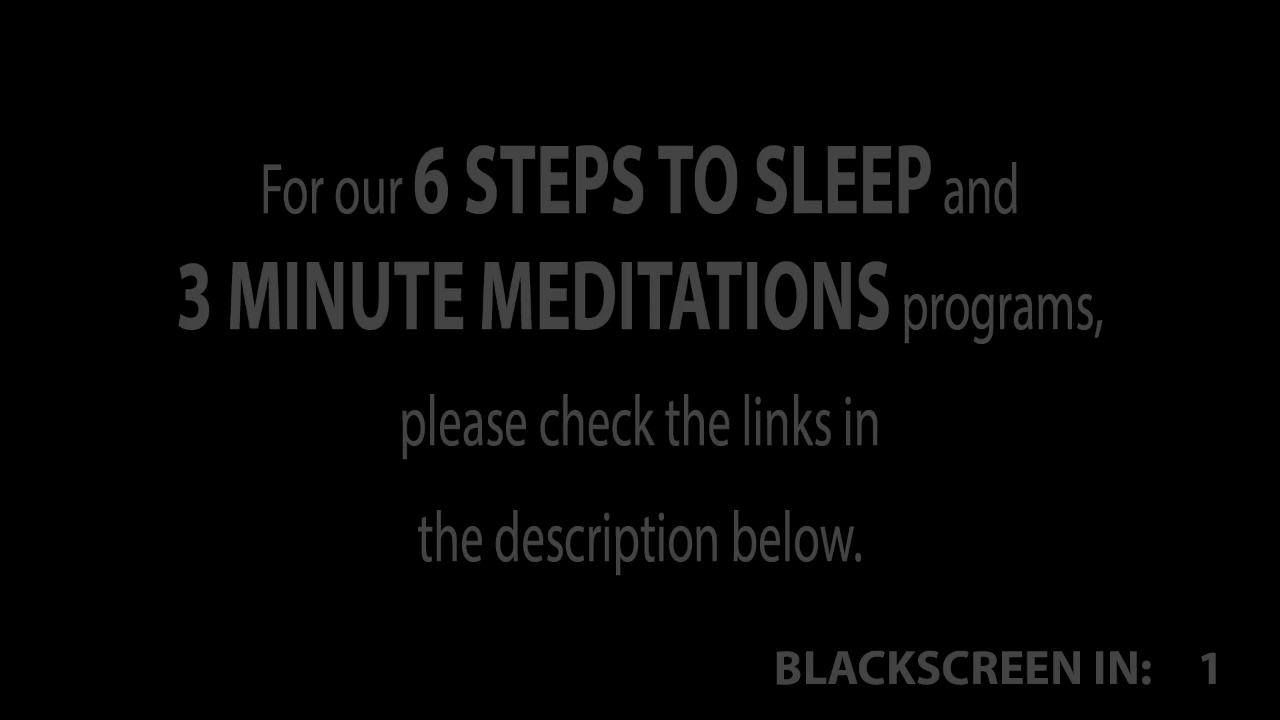 For our 6 STEPS TO SLEEP and
3 MINUTE MEDITATIONS programs,
please check the links in
the description below.
BLACKSCREEN IN: 1